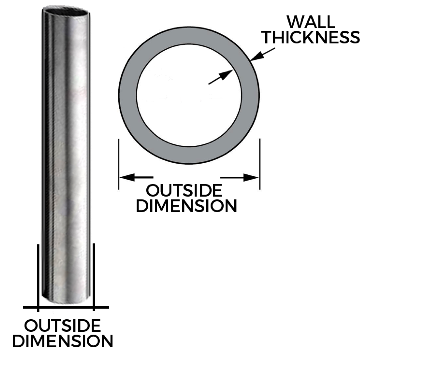 WALL
THICKNESS
OUTSIDE
DIMENSION
OUTSIDE
DIMENSION